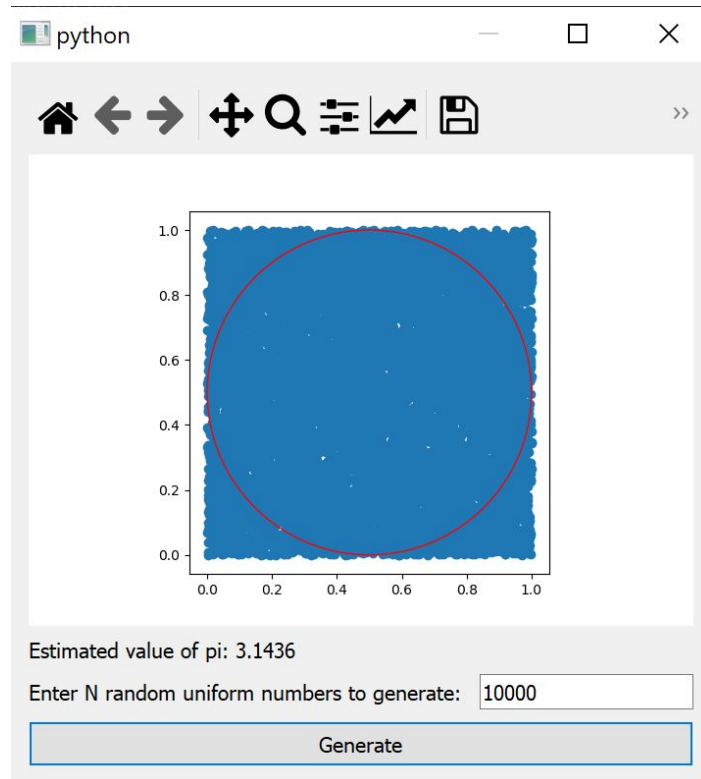 python
1.0
0.8
0.6
0.4
0.2
0.0
0.0 0.2 0.4 0.6 0.8 1.0
Estimated value of pi: 3.1436
Enter N random uniform numbers to generate: 10000
Generate